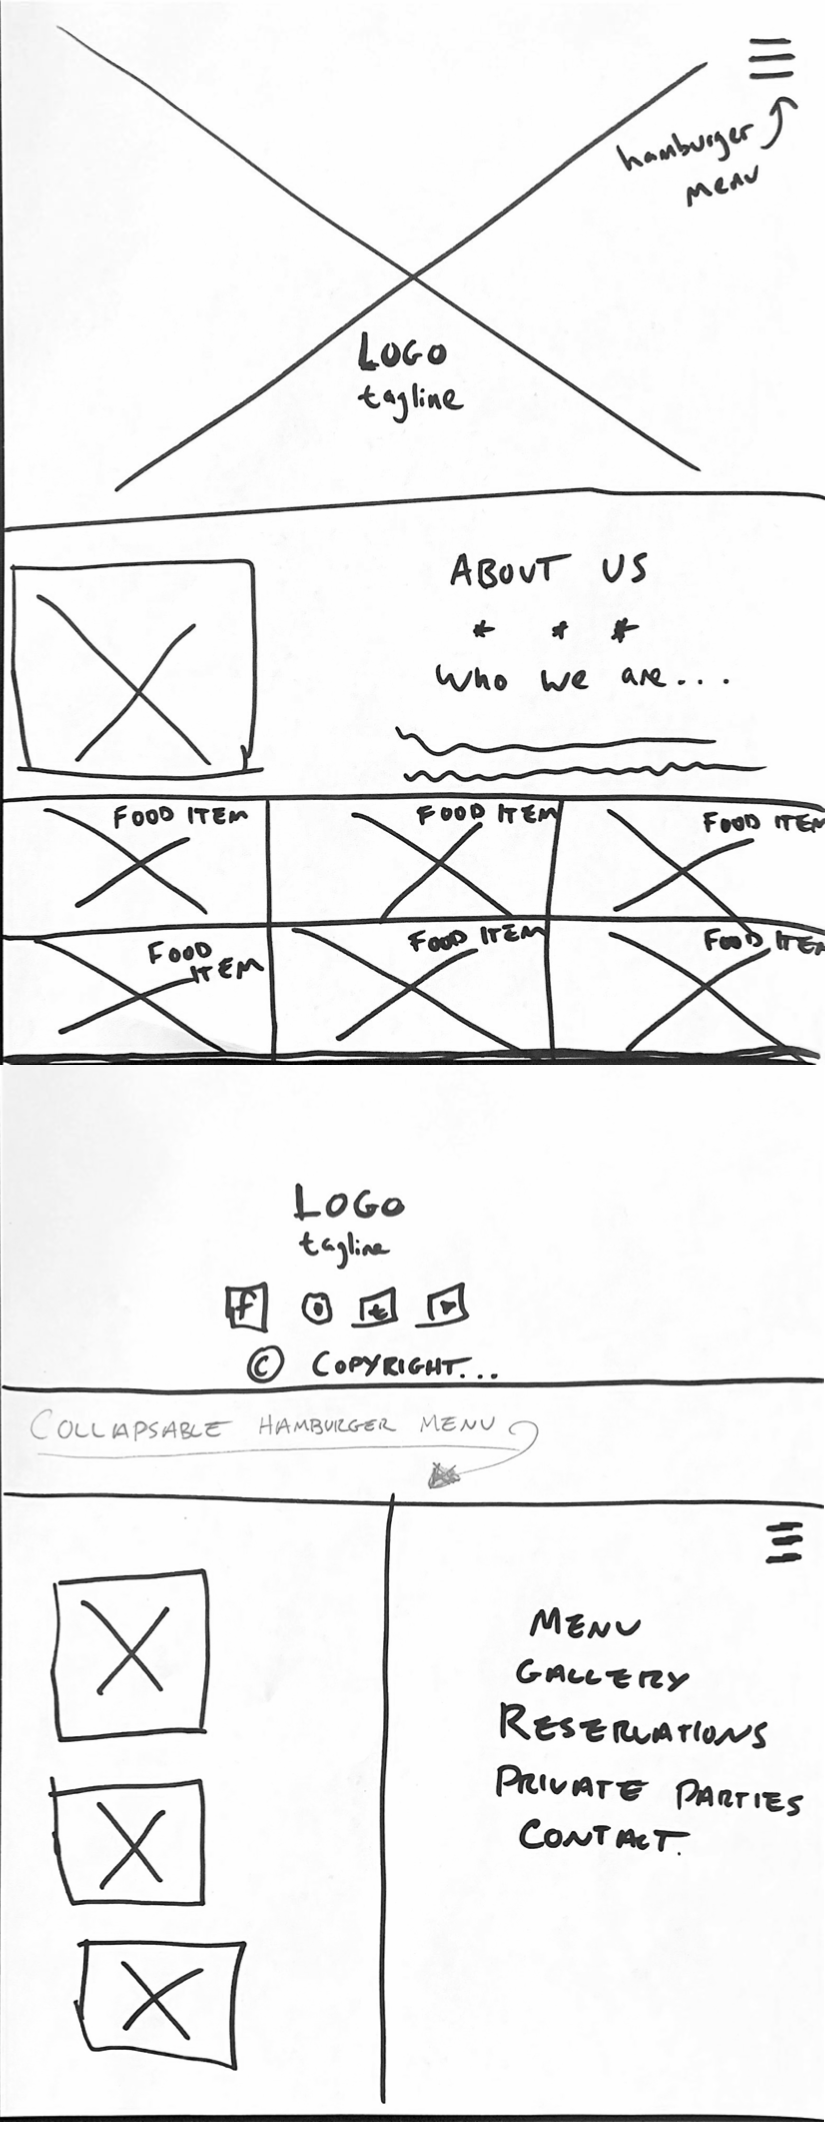 hamburger
menu
LOGO
tagline
ABOUT US
* * *
Who we are...
FOOD ITEM
FOOD ITEM
FOOD ITEM
FOOD
ITEM
FOOD ITEM
FOOD ITEM
LOGO
tagline
f t
© COPYRIGHT...
COLLAPSABLE HAMBURGER MENU
MENU
GALLERY
RESERVATIONS
PRIVATE PARTIES
CONTACT.